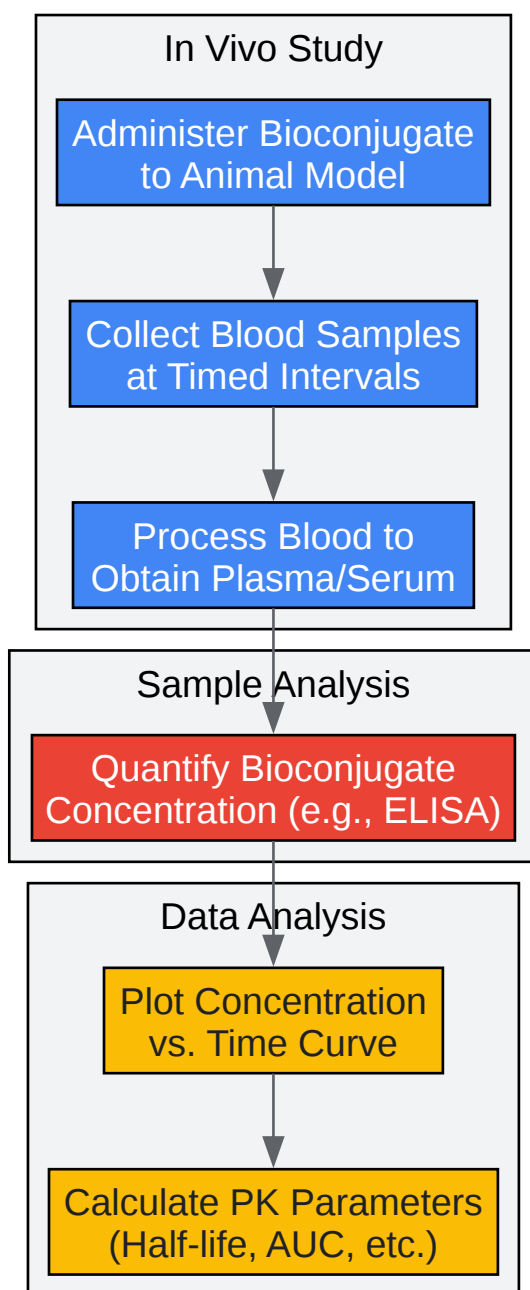 In Vivo Study
Administer Bioconjugate
to Animal Model
Collect Blood Samples
at Timed Intervals
Process Blood to
Obtain Plasma/Serum
Sample Analysis
Quantify Bioconjugate
Concentration (e.g., ELISA)
Data Analysis
Plot Concentration
vs. Time Curve
Calculate PK Parameters
(Half-life, AUC, etc.)